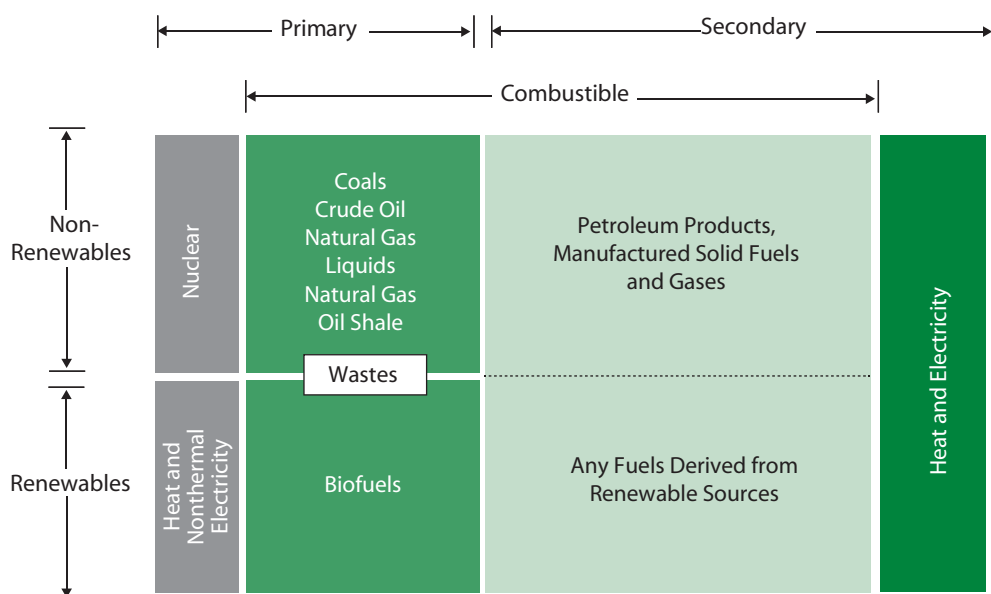 Primary
Secondary
Combustible
Non-
Renewables
Nuclear
Coals
Crude Oil
Natural Gas
Liquids
Natural Gas
Oil Shale
Petroleum Products,
Manufactured Solid Fuels
and Gases
Heat and Electricity
Wastes
Renewables
Heat and
Nonthermal
Electricity
Biofuels
Any Fuels Derived from
Renewable Sources